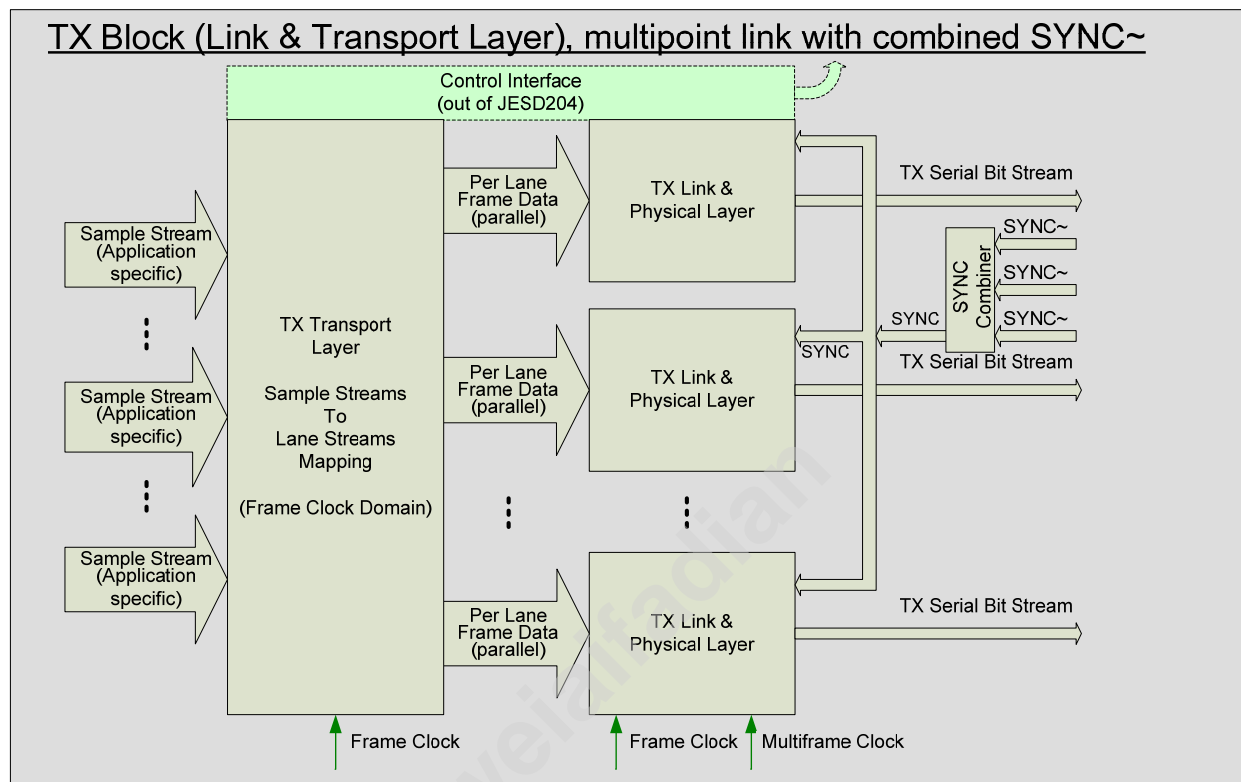 TX Block (Link & Transport Layer), multipoint link with combined SYNC~
Control Interface
(out of JESD204)
Sample Stream
(Application
specific)
Sample Stream
(Application
specific)
Sample Stream
(Application
specific)
TX Transport
Layer
Sample Streams
To
Lane Streams
Mapping
(Frame Clock Domain)
Per Lane
Frame Data
(parallel)
Per Lane
Frame Data
(parallel)
Per Lane
Frame Data
(parallel)
TX Link &
Physical Layer
TX Link &
Physical Layer
TX Link &
Physical Layer
TX Serial Bit Stream
SYNC~
SYNC~
SYNC~
SYNC
Combiner
SYNC
SYNC
TX Serial Bit Stream
TX Serial Bit Stream
Frame Clock
Frame Clock
Multiframe Clock
weiaifadian